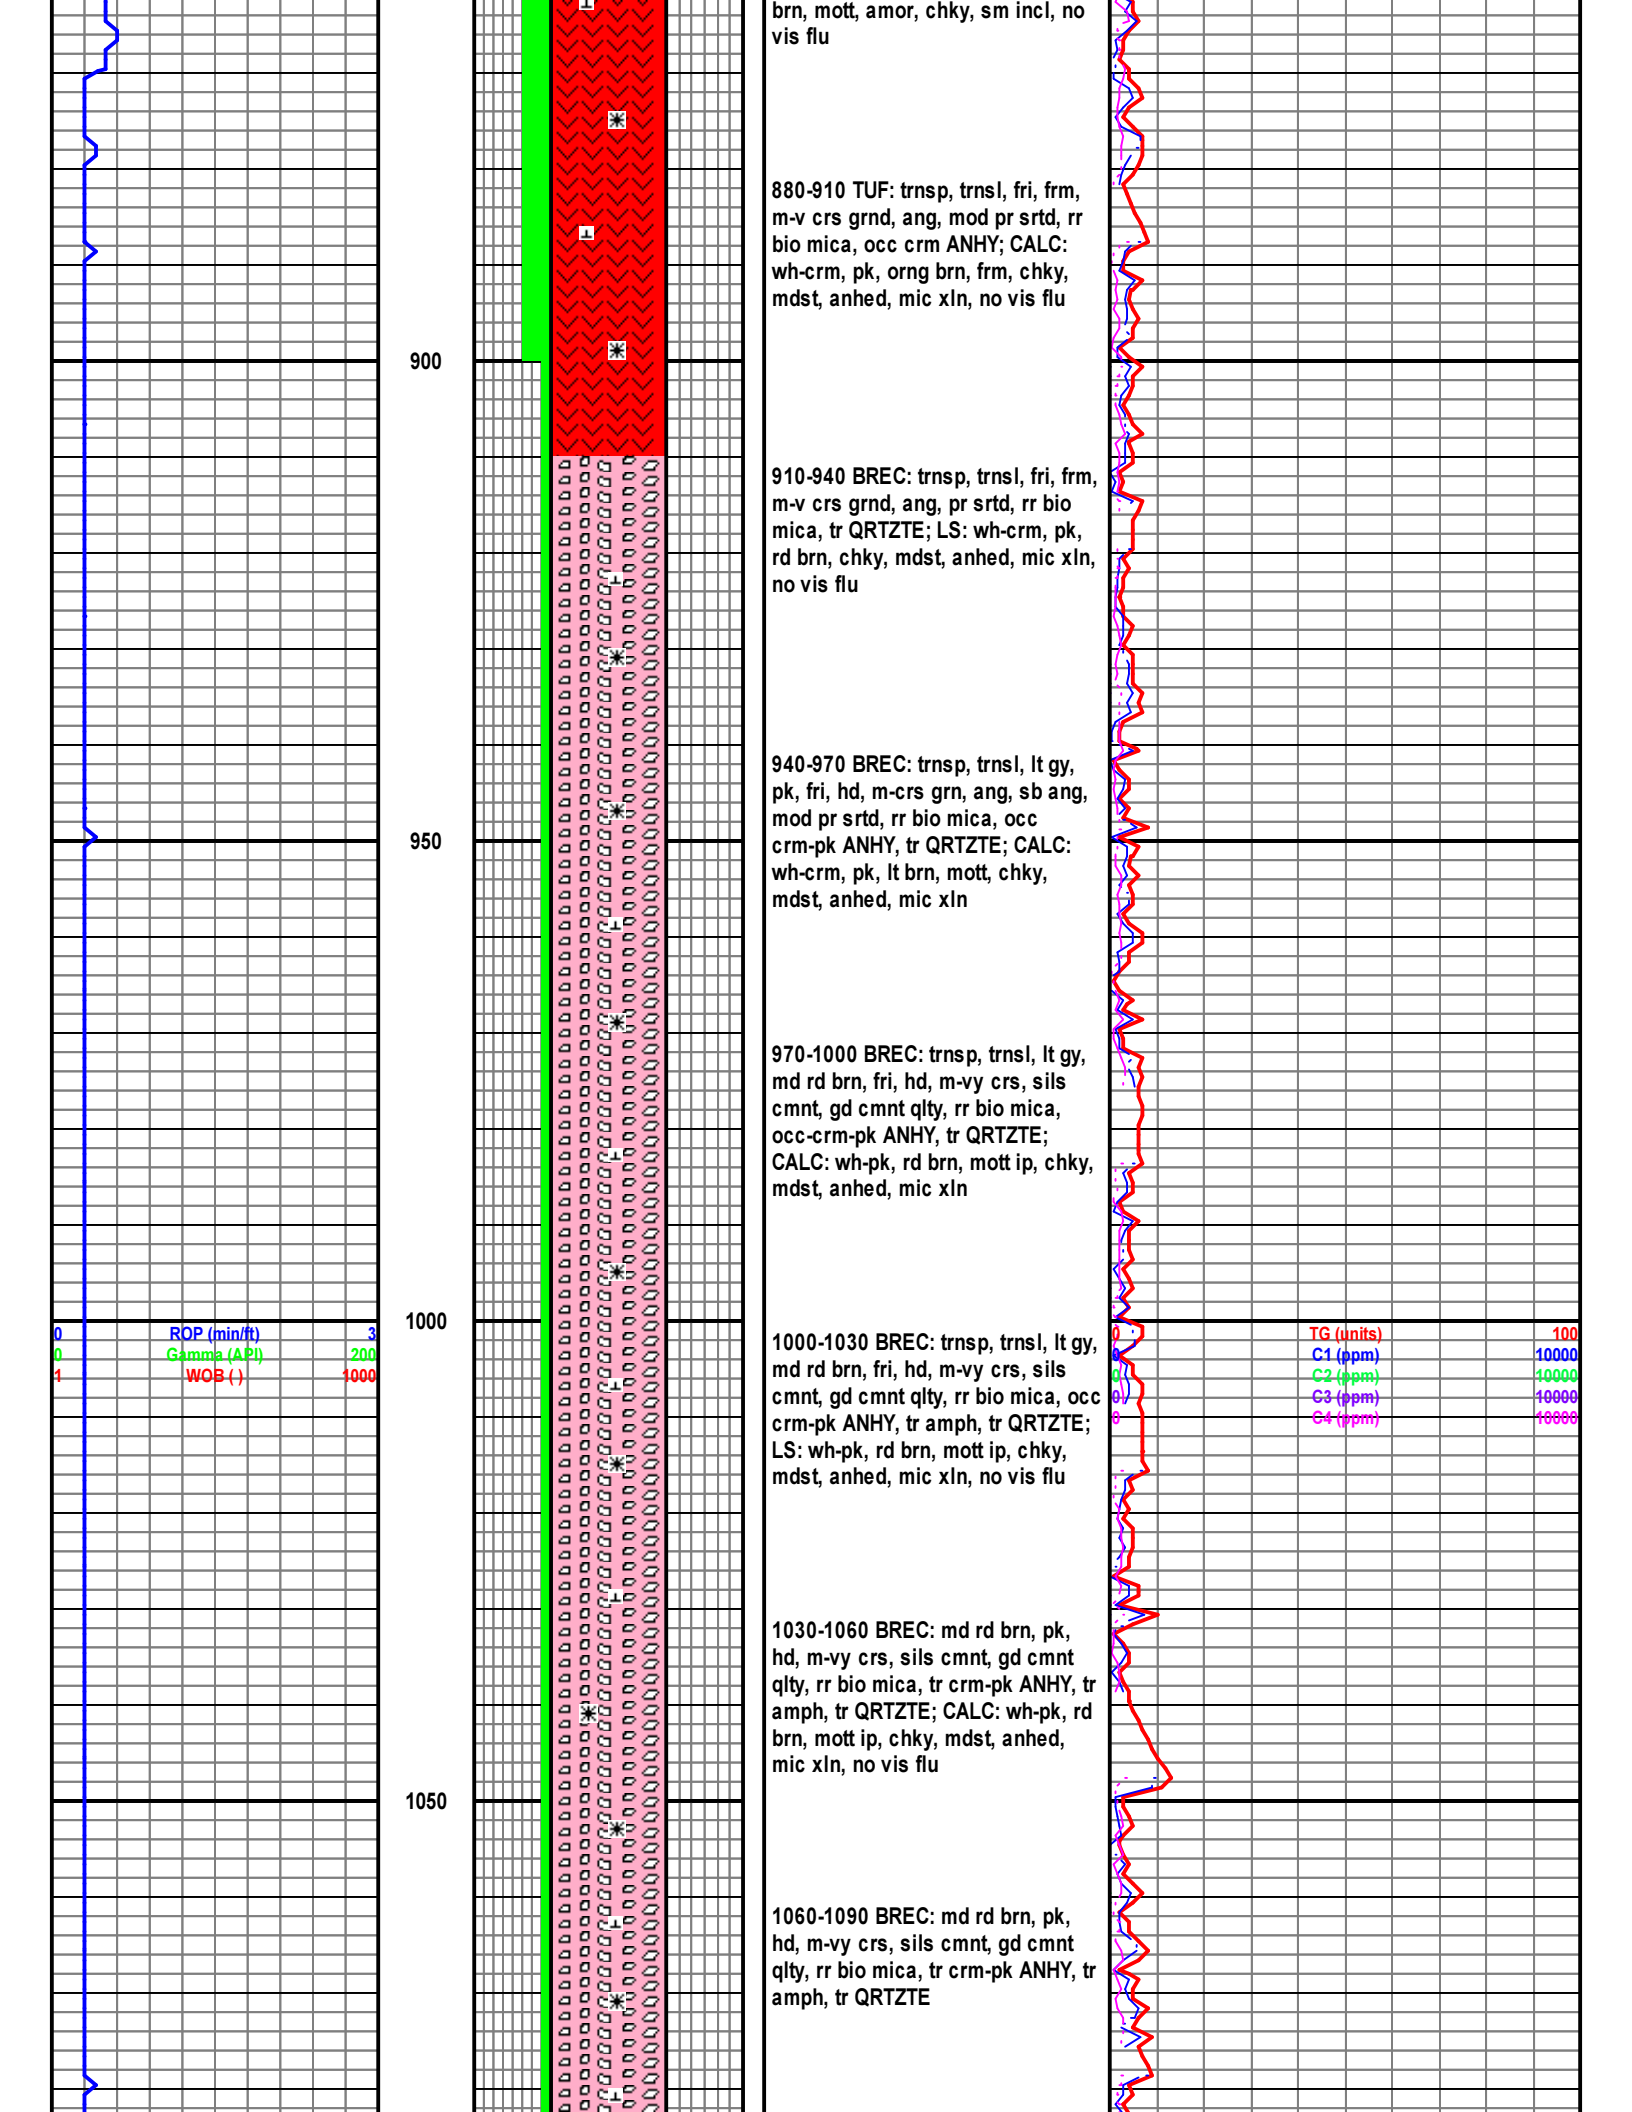 brn, mott, amor, chky, sm incl, no
vis flu
880-910 TUF: trnsp, trnsl, fri, frm,
m-v crs grnd, ang, mod pr srtd, rr
bio mica, occ crm ANHY; CALC:
wh-crm, pk, orng brn, frm, chky,
mdst, anhed, mic xln, no vis flu
900
910-940 BREC: trnsp, trnsl, fri, frm,
m-v crs grnd, ang, pr srtd, rr bio
mica, tr QRTZTE; LS: wh-crm, pk,
rd brn, chky, mdst, anhed, mic xln,
no vis flu
940-970 BREC: trnsp, trnsl, lt gy,
pk, fri, hd, m-crs grn, ang, sb ang,
mod pr srtd, rr bio mica, occ
crm-pk ANHY, tr QRTZTE; CALC:
wh-crm, pk, lt brn, mott, chky,
mdst, anhed, mic xln
950
970-1000 BREC: trnsp, trnsl, lt gy,
md rd brn, fri, hd, m-vy crs, sils
cmnt, gd cmnt qlty, rr bio mica,
occ-crm-pk ANHY, tr QRTZTE;
CALC: wh-pk, rd brn, mott ip, chky,
mdst, anhed, mic xln
1000
0 ROP (min/ft) 3
0 Gamma (API) 200
1 WOB ( ) 1000
1000-1030 BREC: trnsp, trnsl, lt gy,
md rd brn, fri, hd, m-vy crs, sils
cmnt, gd cmnt qlty, rr bio mica, occ
crm-pk ANHY, tr amph, tr QRTZTE;
LS: wh-pk, rd brn, mott ip, chky,
mdst, anhed, mic xln, no vis flu
0 TG (units) 100
0 C1 (ppm) 10000
0 C2 (ppm) 10000
0 C3 (ppm) 10000
0 C4 (ppm) 10000
1030-1060 BREC: md rd brn, pk,
hd, m-vy crs, sils cmnt, gd cmnt
qlty, rr bio mica, tr crm-pk ANHY, tr
amph, tr QRTZTE; CALC: wh-pk, rd
brn, mott ip, chky, mdst, anhed,
mic xln, no vis flu
1050
1060-1090 BREC: md rd brn, pk,
hd, m-vy crs, sils cmnt, gd cmnt
qlty, rr bio mica, tr crm-pk ANHY, tr
amph, tr QRTZTE